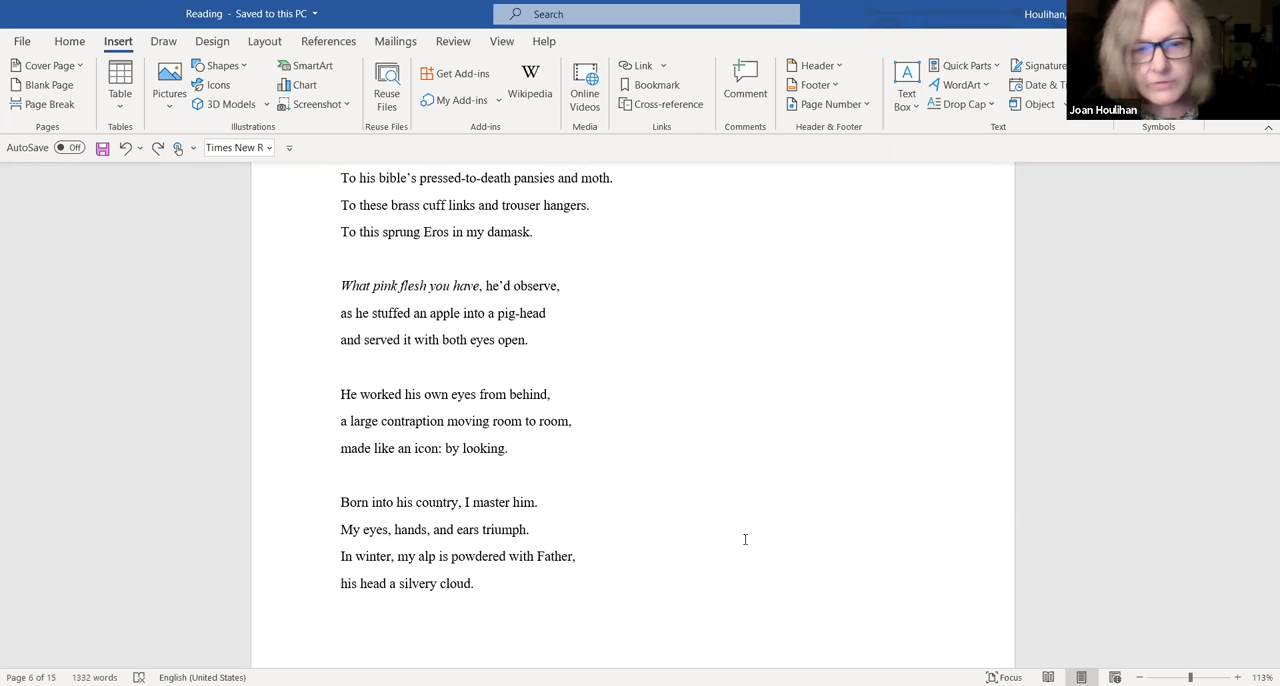 Reading - Saved to this PC
Search
Houlihan,
File Home Insert Draw Design Layout References Mailings Review View Help
Cover Page
Blank Page
Page Break
Pages
Table
Tables
Pictures
Shapes
Icons
3D Models
SmartArt
Chart
Screenshot
Illustrations
Reuse
Files
Reuse Files
Get Add-ins
My Add-ins
W
Wikipedia
Add-ins
Online
Videos
Media
Link
Bookmark
Cross-reference
Links
Comment
Comments
Header
Footer
Page Number
Header & Footer
A
Text
Box
Quick Parts
WordArt
Drop Cap
Signature
Date & Ti
Object
Text
Symbols
Joan Houlihan
AutoSave Off Times New R
To his bible’s pressed-to-death pansies and moth.
To these brass cuff links and trouser hangers.
To this sprung Eros in my damask.
What pink flesh you have, he’d observe,
as he stuffed an apple into a pig-head
and served it with both eyes open.
He worked his own eyes from behind,
a large contraption moving room to room,
made like an icon: by looking.
Born into his country, I master him.
My eyes, hands, and ears triumph.
In winter, my alp is powdered with Father,
his head a silvery cloud.
Page 6 of 15 1332 words English (United States) Focus 113%